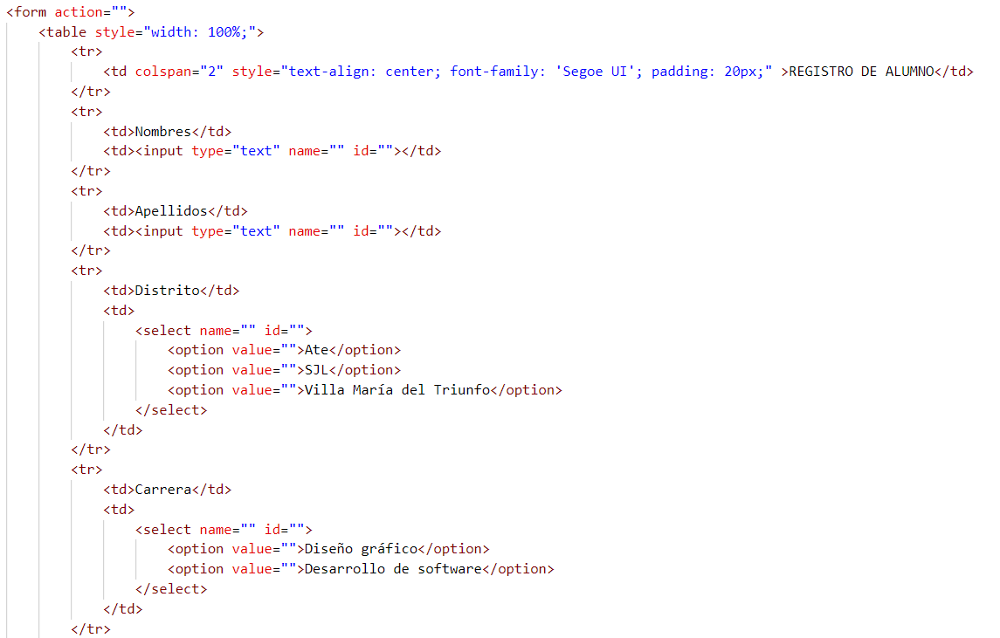 <form action="">
<table style="width: 100%;">
<tr>
<td colspan="2" style="text-align: center; font-family: 'Segoe UI'; padding: 20px;" >REGISTRO DE ALUMNO</td>
</tr>
<tr>
<td>Nombres</td>
<td><input type="text" name="" id=""></td>
</tr>
<tr>
<td>Apellidos</td>
<td><input type="text" name="" id=""></td>
</tr>
<tr>
<td>Distrito</td>
<td>
<select name="" id="">
<option value="">Ate</option>
<option value="">SJL</option>
<option value="">Villa María del Triunfo</option>
</select>
</td>
</tr>
<tr>
<td>Carrera</td>
<td>
<select name="" id="">
<option value="">Diseño gráfico</option>
<option value="">Desarrollo de software</option>
</select>
</td>
</tr>